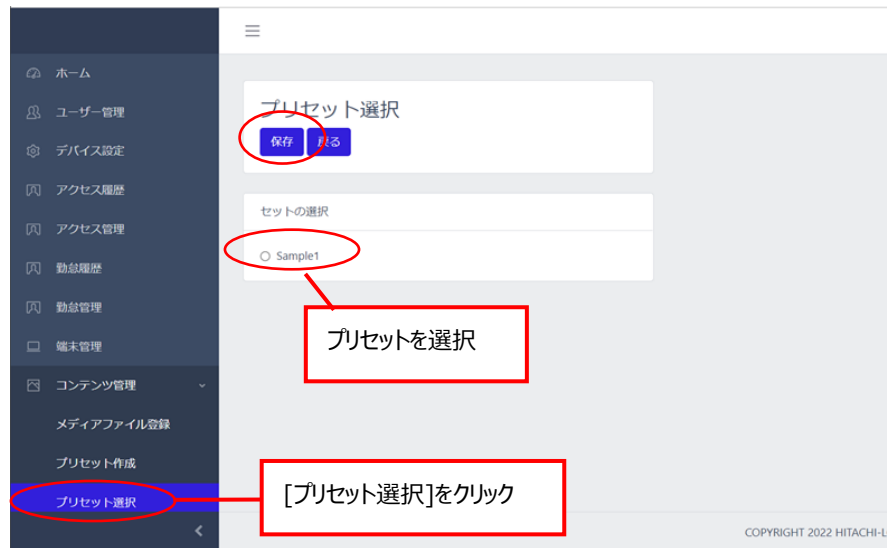 ホーム
ユーザー管理
デバイス設定
アクセス履歴
アクセス管理
勤怠履歴
勤怠管理
端末管理
コンテンツ管理
メディアファイル登録
プリセット作成
プリセット選択
プリセット選択
保存 戻る
セットの選択
Sample1
プリセットを選択
[プリセット選択]をクリック
COPYRIGHT 2022 HITACHI-L